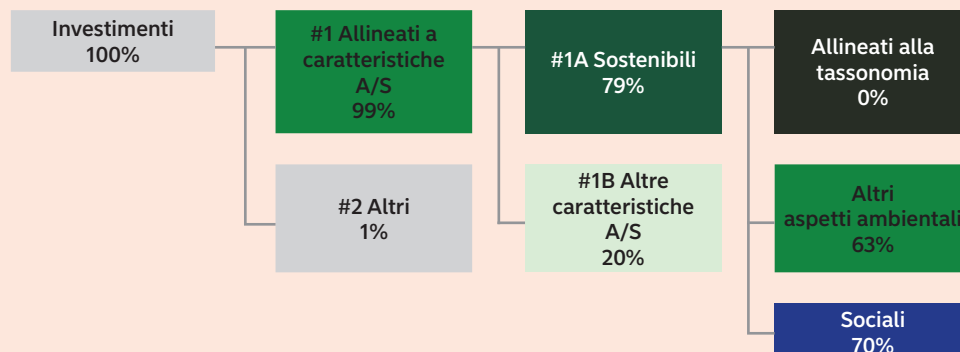 Investimenti
100%
#1 Allineati a
caratteristiche
A/S
99%
#1A Sostenibili
79%
Allineati alla
tassonomia
0%
#2 Altri
1%
#1B Altre
caratteristiche
A/S
20%
Altri
aspetti ambientali
63%
Sociali
70%